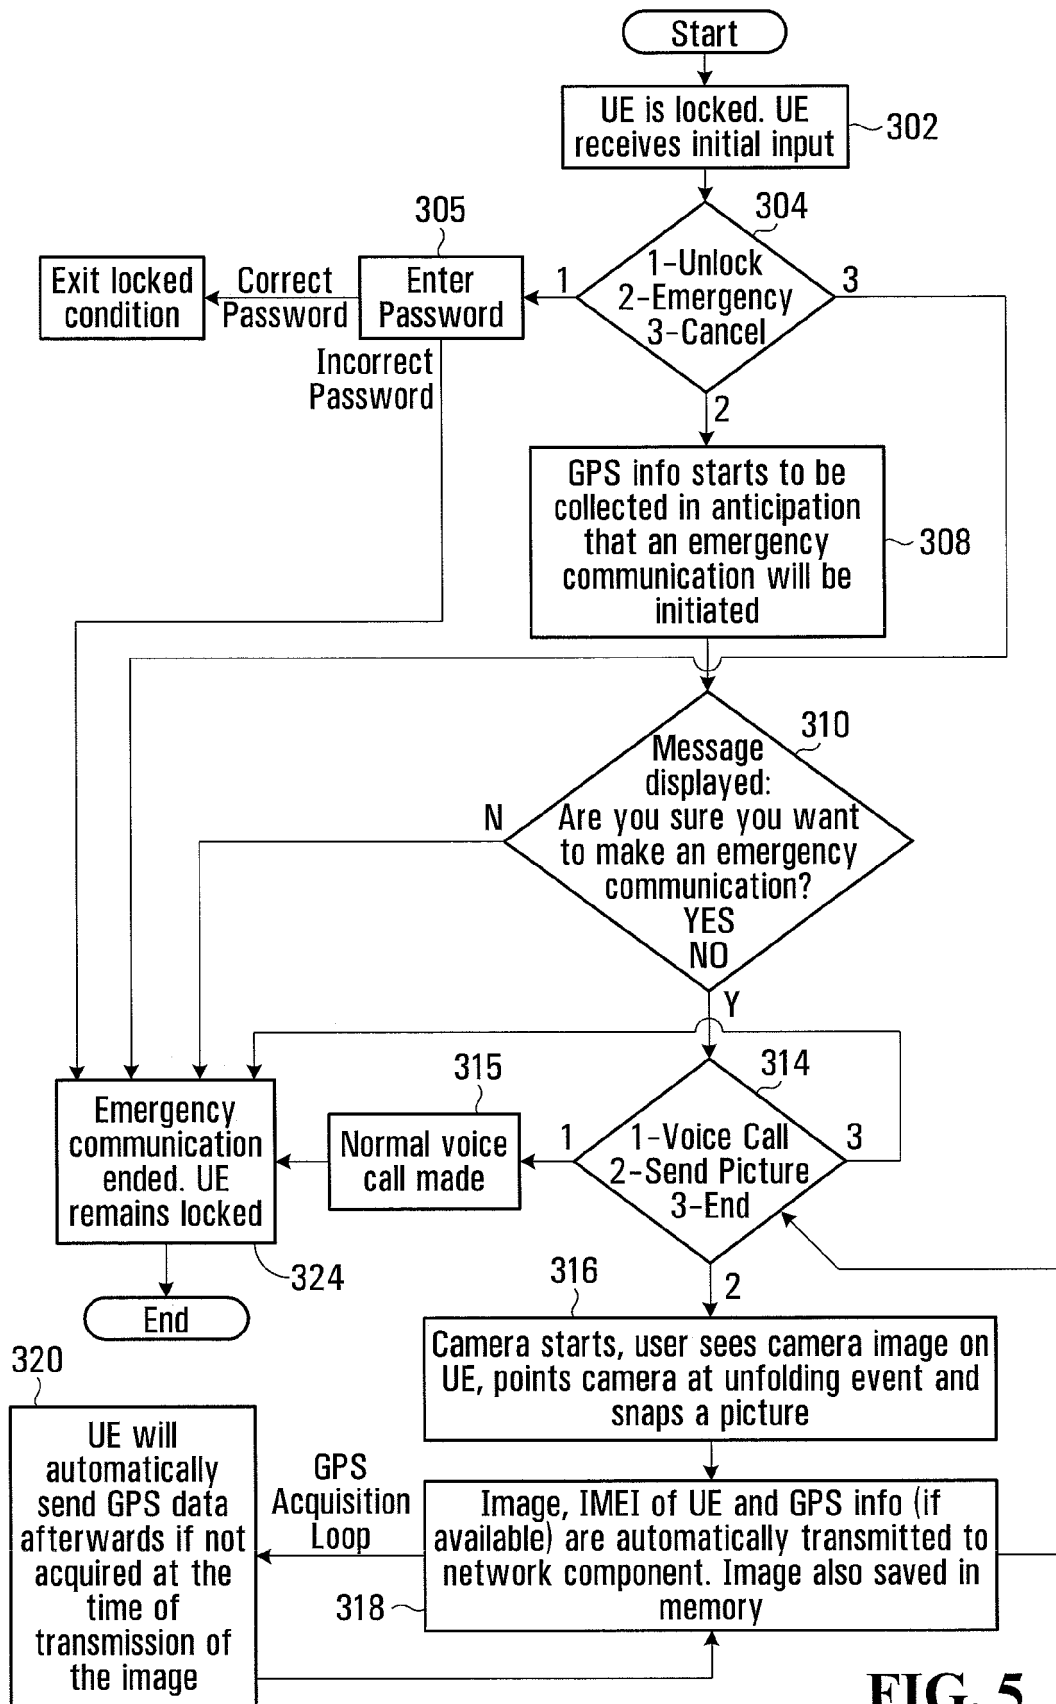 Start
UE is locked. UE
receives initial input
302
304
305
1-Unlock
2-Emergency
3-Cancel
1
3
2
Enter
Password
Correct
Password
Exit locked
condition
Incorrect
Password
GPS info starts to be
collected in anticipation
that an emergency
communication will be
initiated
308
310
Message
displayed:
Are you sure you want
to make an emergency
communication?
YES
NO
N
Y
314
315
1-Voice Call
2-Send Picture
3-End
1
3
2
Normal voice
call made
Emergency
communication
ended. UE
remains locked
324
End
316
Camera starts, user sees camera image on
UE, points camera at unfolding event and
snaps a picture
320
UE will
automatically
send GPS data
afterwards if not
acquired at the
time of
transmission of
the image
GPS
Acquisition
Loop
Image, IMEI of UE and GPS info (if
available) are automatically transmitted to
network component. Image also saved in
memory
318
FIG. 5